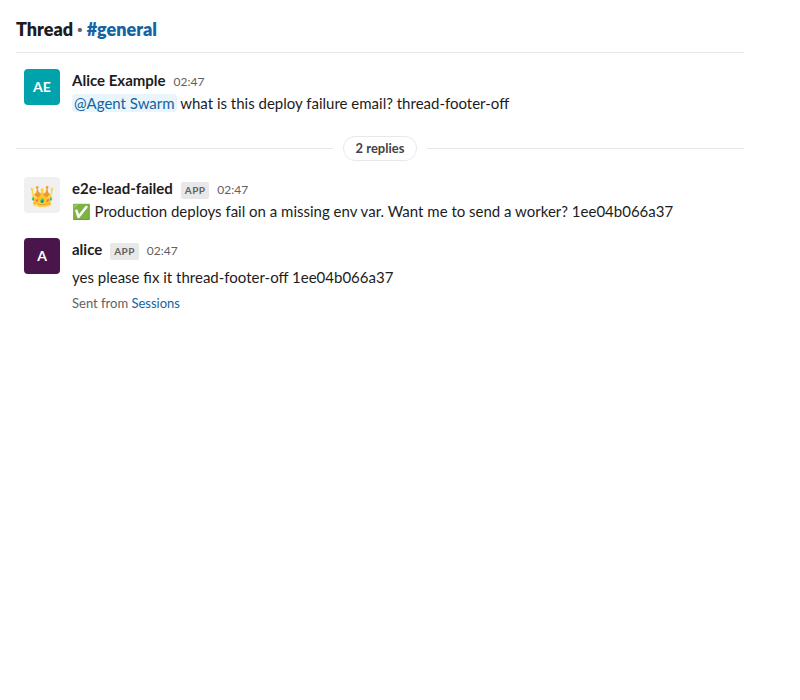 Thread • #general
AE
Alice Example 02:47
@Agent Swarm what is this deploy failure email? thread-footer-off
2 replies
e2e-lead-failed APP 02:47
✅ Production deploys fail on a missing env var. Want me to send a worker? 1ee04b066a37
A
alice APP 02:47
yes please fix it thread-footer-off 1ee04b066a37
Sent from Sessions